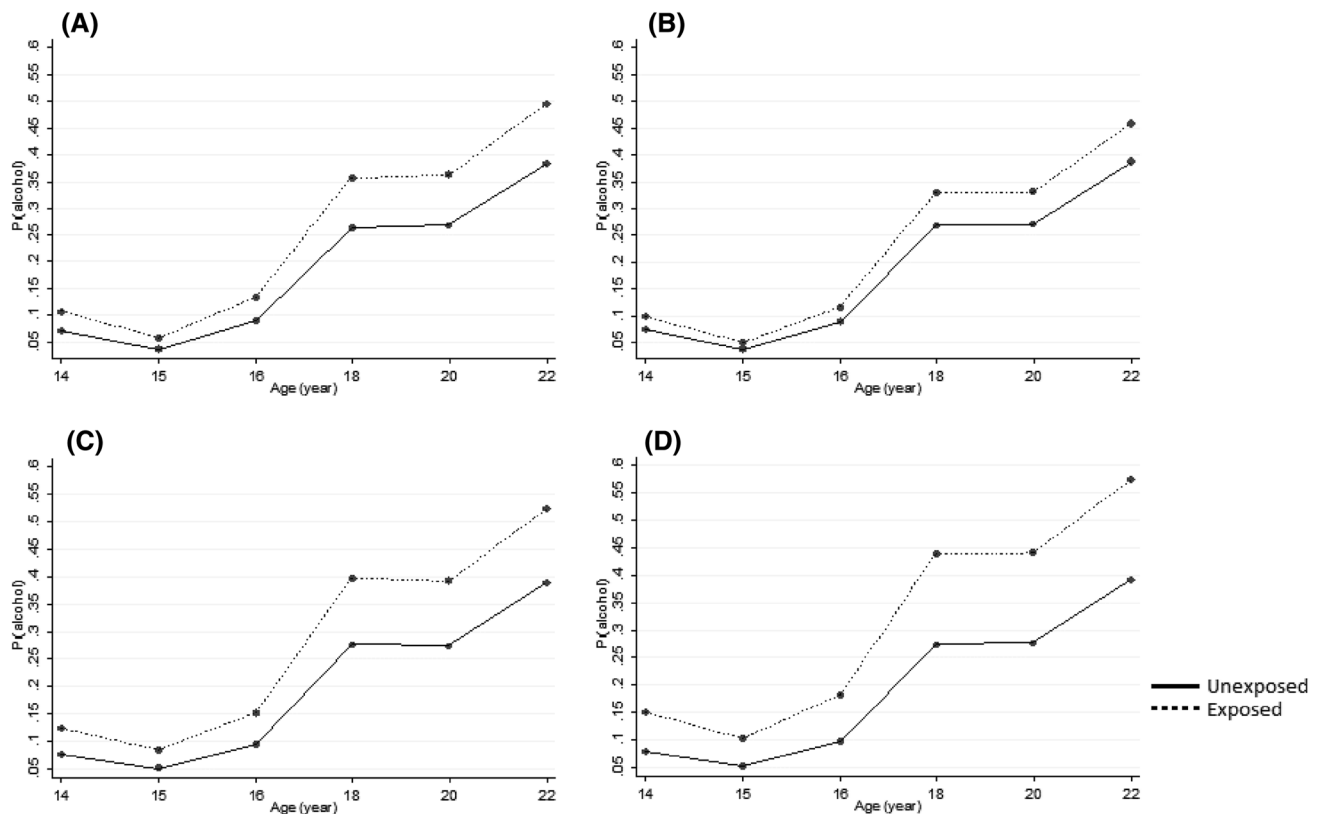 (A)
Pr(alcohol)
.6
.55
.5
.45
.4
.35
.3
.25
.2
.15
.1
.05
14 15 16 18 20 22
Age (year)
(B)
Pr(alcohol)
.6
.55
.5
.45
.4
.35
.3
.25
.2
.15
.1
.05
14 15 16 18 20 22
Age (year)
(C)
Pr(alcohol)
.6
.55
.5
.45
.4
.35
.3
.25
.2
.15
.1
.05
14 15 16 18 20 22
Age (year)
(D)
Pr(alcohol)
.6
.55
.5
.45
.4
.35
.3
.25
.2
.15
.1
.05
14 15 16 18 20 22
Age (year)
Unexposed
Exposed